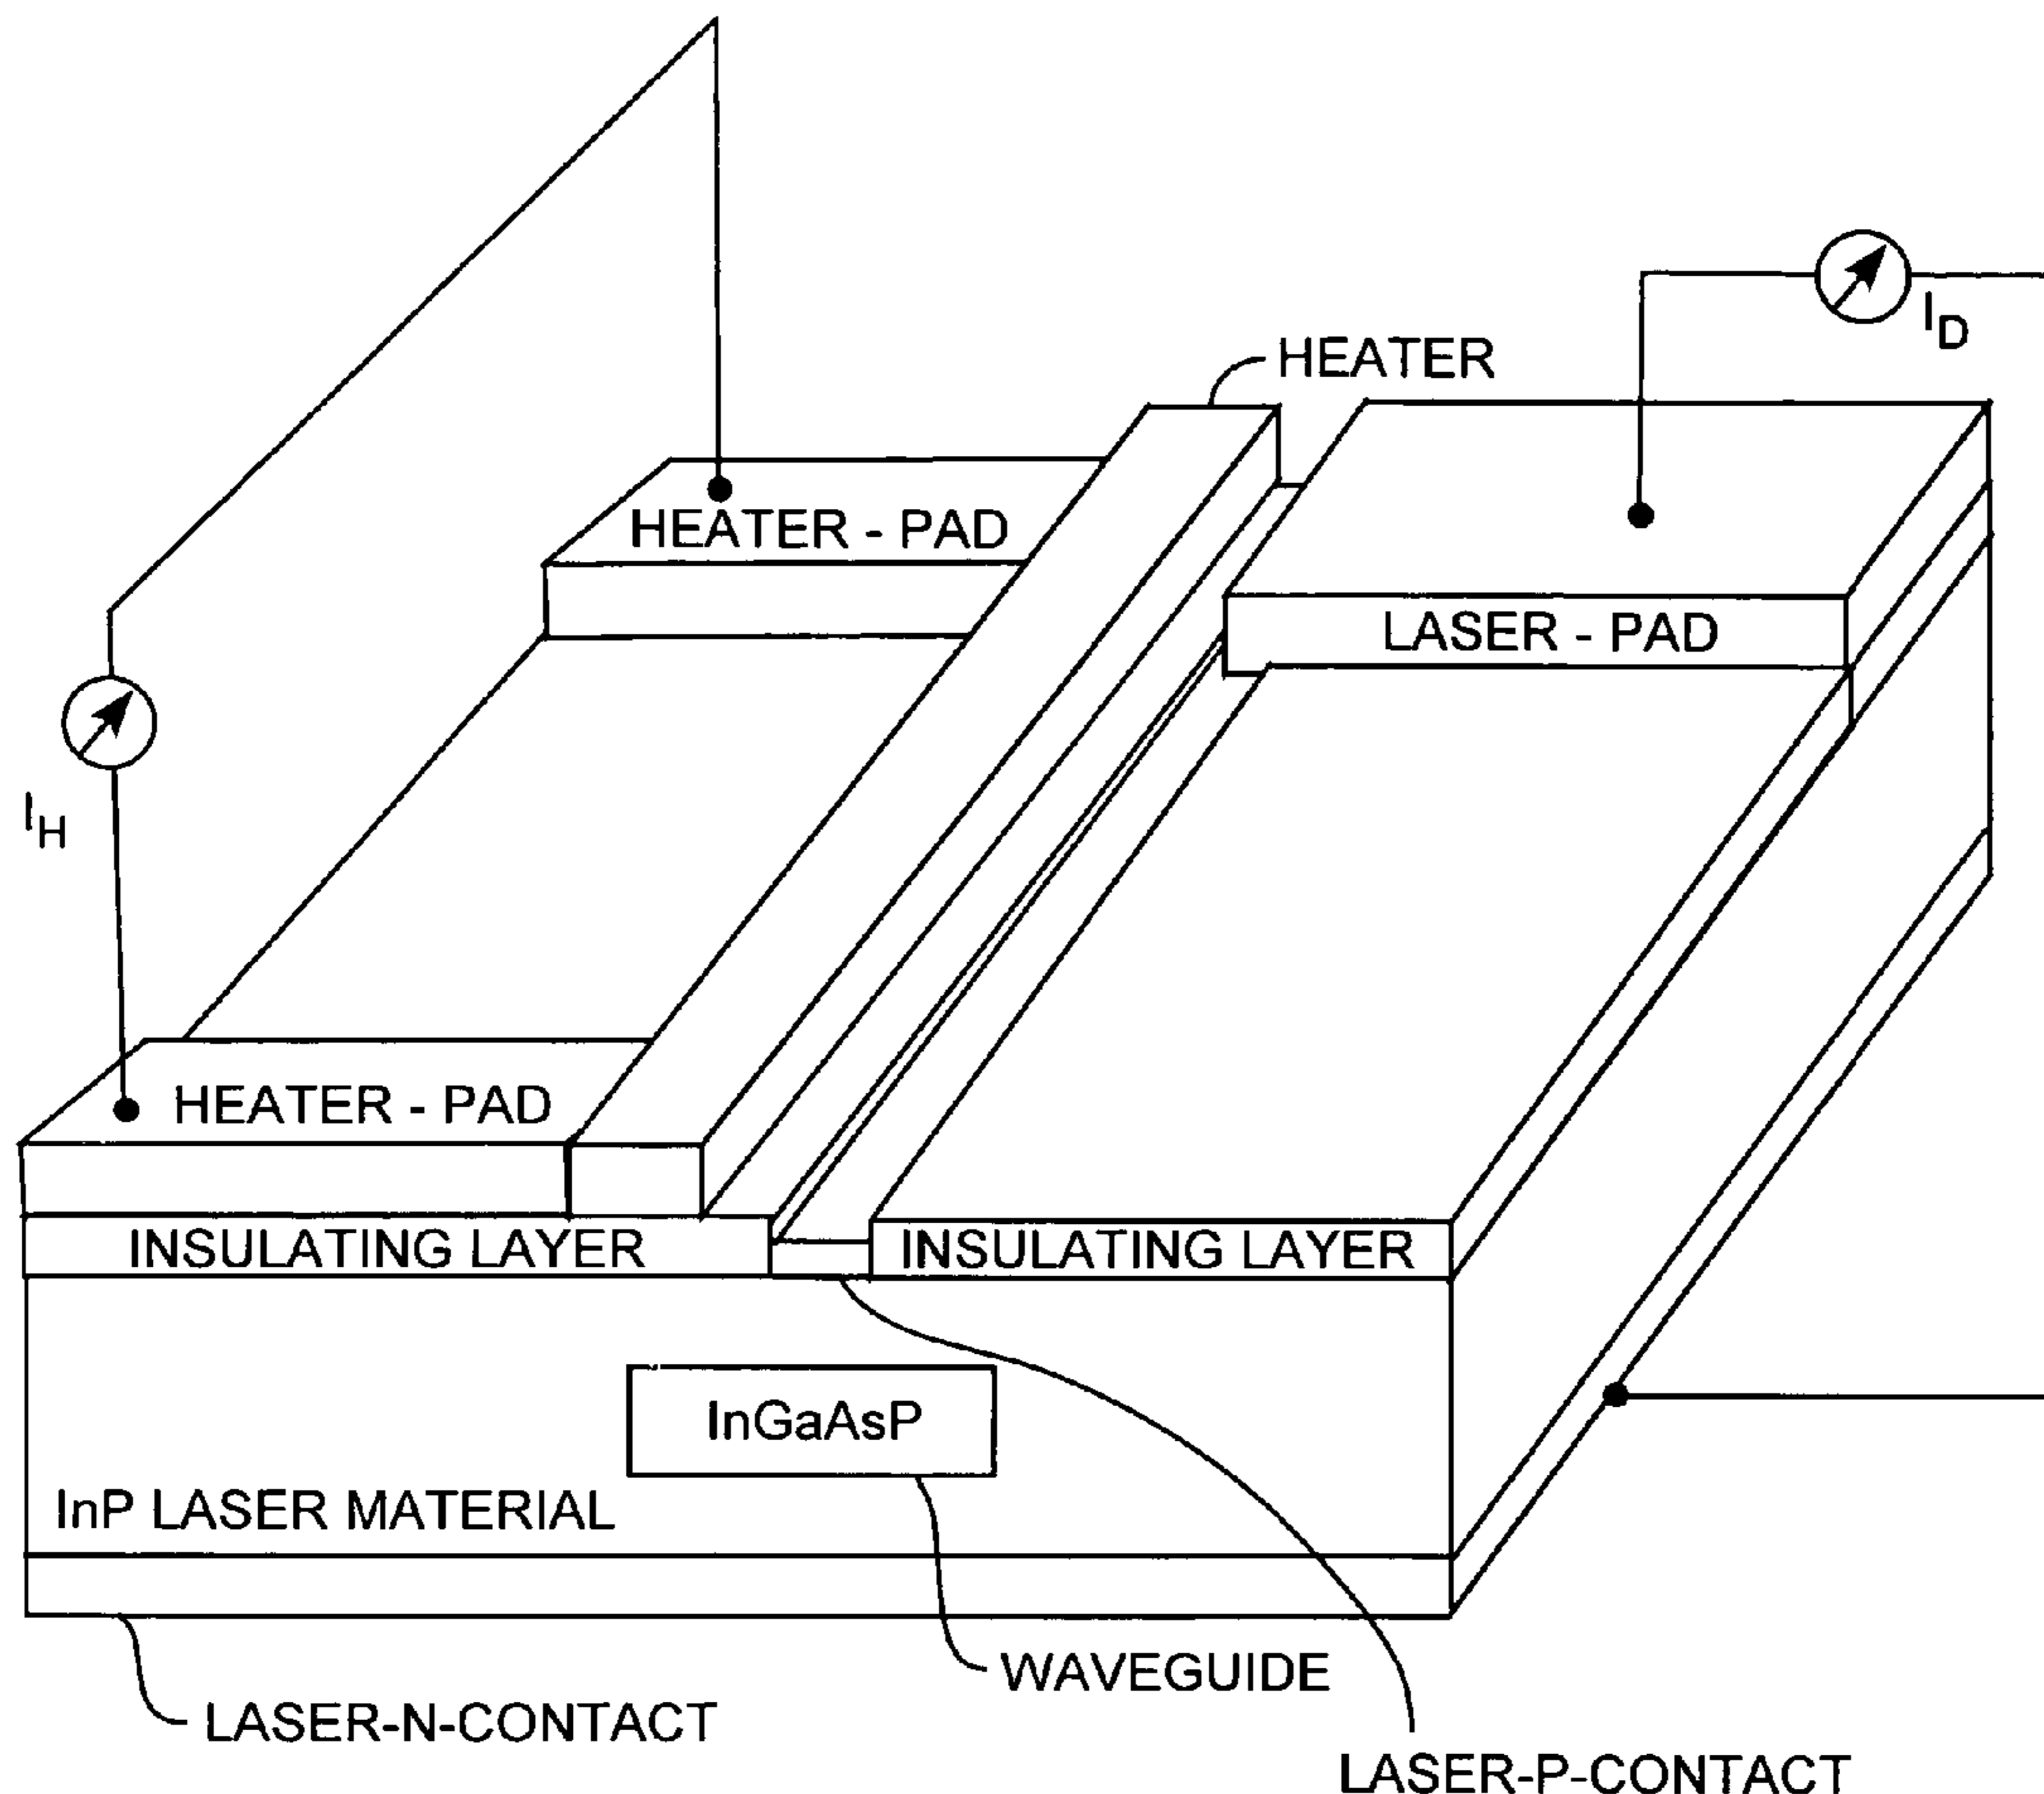 I_D
HEATER
HEATER - PAD
LASER - PAD
I_H
HEATER - PAD
INSULATING LAYER
INSULATING LAYER
InGaAsP
InP LASER MATERIAL
WAVEGUIDE
LASER-N-CONTACT
LASER-P-CONTACT